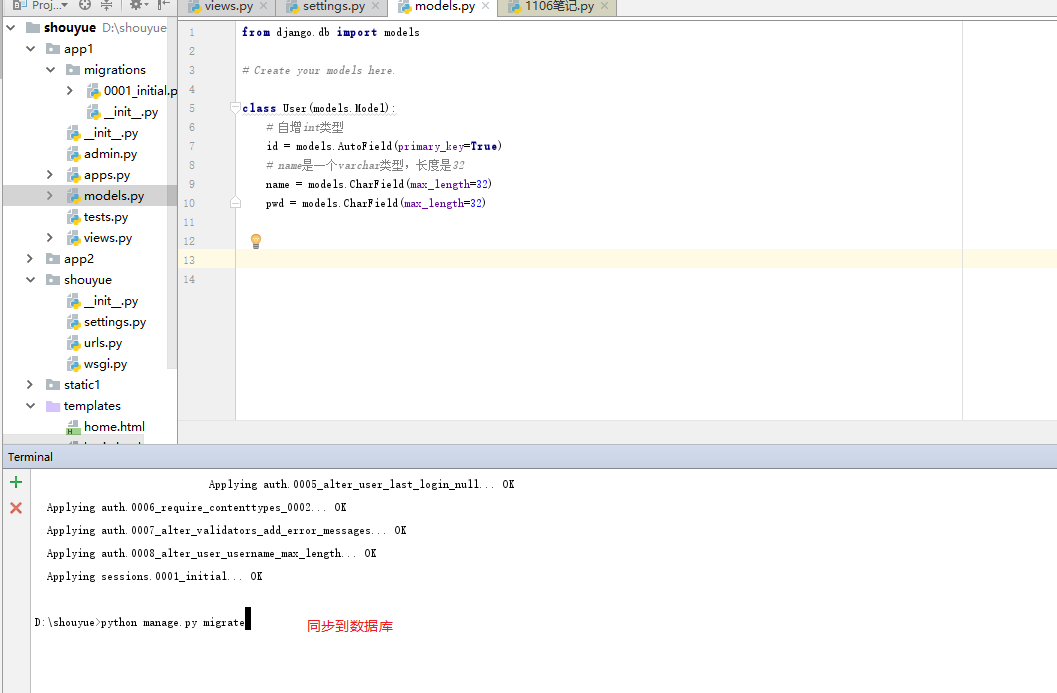 Proj...
views.py
settings.py
models.py
1106笔记.py
shouyue D:\shouyue
app1
migrations
0001_initial.p
__init__.py
__init__.py
admin.py
apps.py
models.py
tests.py
views.py
app2
shouyue
__init__.py
settings.py
urls.py
wsgi.py
static1
templates
home.html
1 from django.db import models
2
3 # Create your models here.
4
5 class User(models.Model):
6 # 自增int类型
7 id = models.AutoField(primary_key=True)
8 # name是一个varchar类型，长度是32
9 name = models.CharField(max_length=32)
10 pwd = models.CharField(max_length=32)
11
12
13
14
Terminal
Applying auth.0005_alter_user_last_login_null... OK
Applying auth.0006_require_contenttypes_0002... OK
Applying auth.0007_alter_validators_add_error_messages... OK
Applying auth.0008_alter_user_username_max_length... OK
Applying sessions.0001_initial... OK
D:\shouyue>python manage.py migrate
同步到数据库